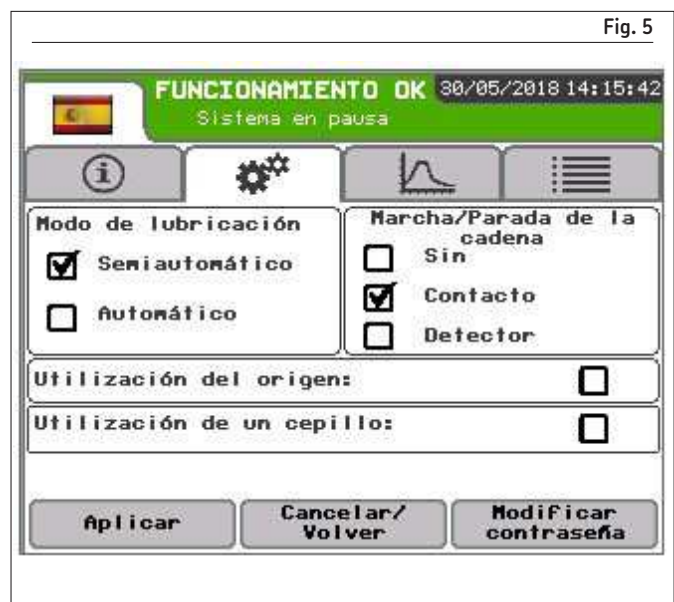 Fig. 5
FUNCIONAMIENTO OK 30/05/2018 14:15:42
Sistema en pausa
Modo de lubricación
Semiautomático
Automático
Marcha/Parada de la
cadena
Sin
Contacto
Detector
Utilización del origen:
Utilización de un cepillo:
Aplicar
Cancelar/
Volver
Modificar
contraseña